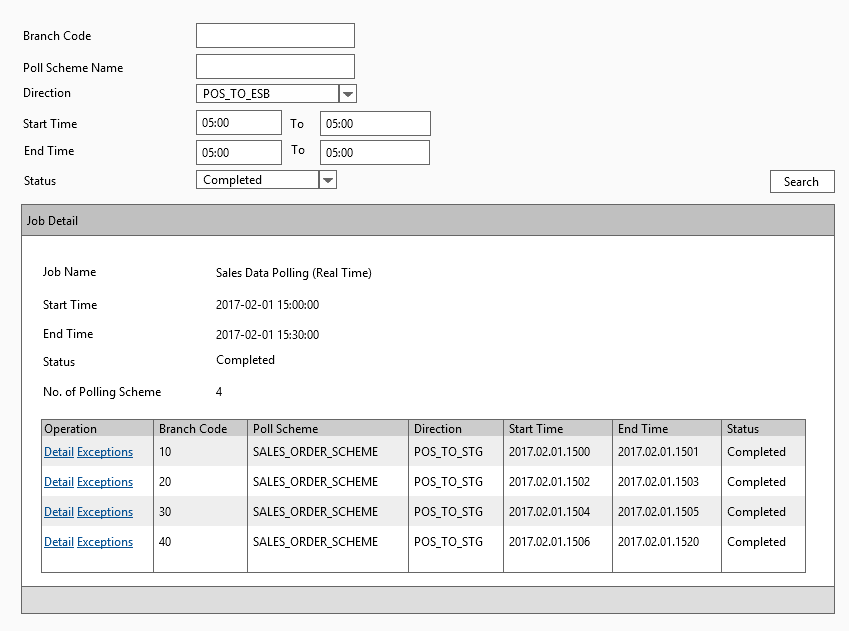 Branch Code
Poll Scheme Name
Direction POS_TO_ESB
Start Time 05:00 To 05:00
End Time 05:00 To 05:00
Status Completed
Search
Job Detail
Job Name Sales Data Polling (Real Time)
Start Time 2017-02-01 15:00:00
End Time 2017-02-01 15:30:00
Status Completed
No. of Polling Scheme 4
Operation Branch Code Poll Scheme Direction Start Time End Time Status
Detail Exceptions 10 SALES_ORDER_SCHEME POS_TO_STG 2017.02.01.1500 2017.02.01.1501 Completed
Detail Exceptions 20 SALES_ORDER_SCHEME POS_TO_STG 2017.02.01.1502 2017.02.01.1503 Completed
Detail Exceptions 30 SALES_ORDER_SCHEME POS_TO_STG 2017.02.01.1504 2017.02.01.1505 Completed
Detail Exceptions 40 SALES_ORDER_SCHEME POS_TO_STG 2017.02.01.1506 2017.02.01.1520 Completed